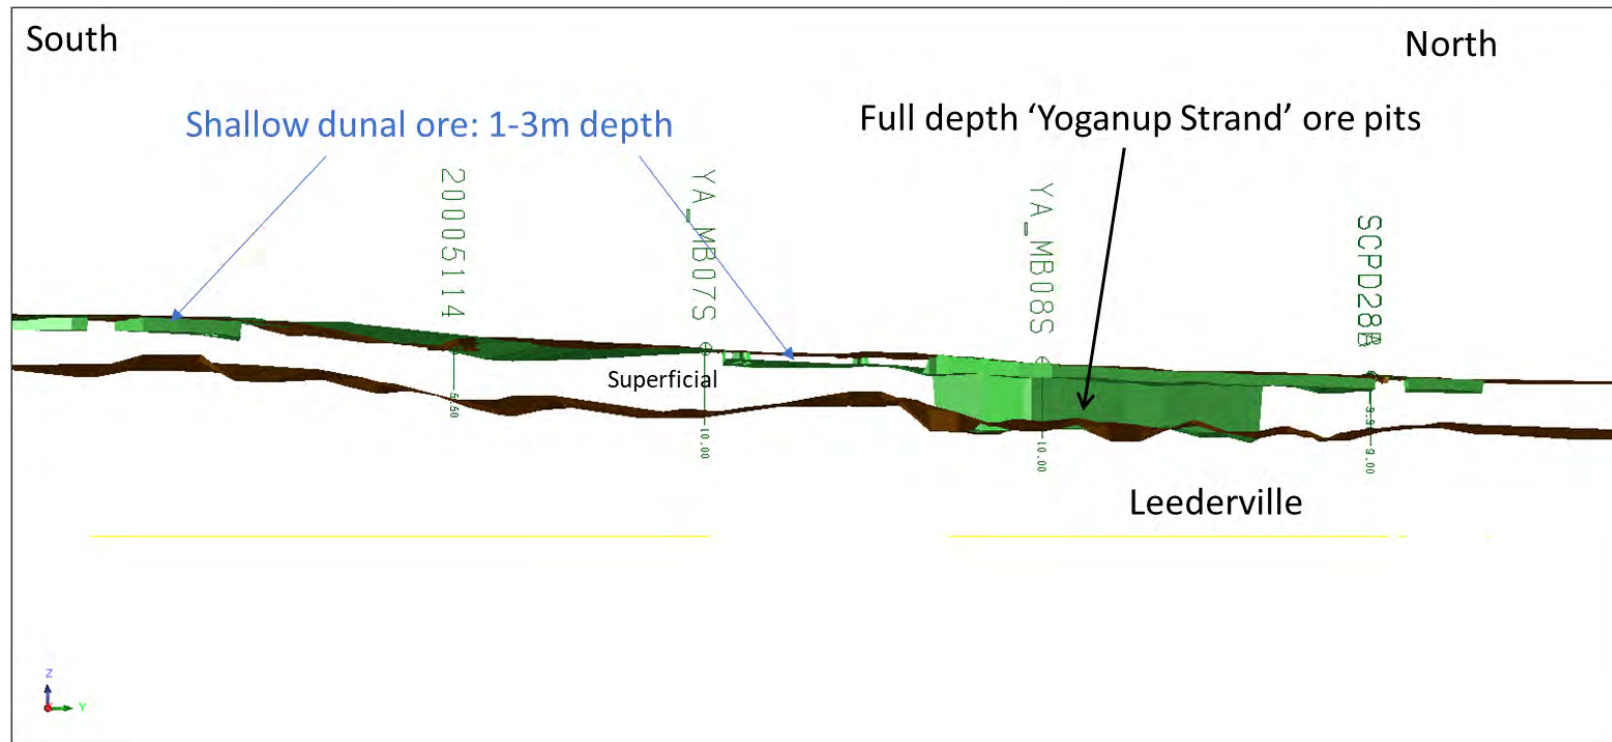 South
North
Shallow dunal ore: 1-3m depth
Full depth ‘Yoganup Strand’ ore pits
20005114
YA_MB07S
YA_MB08S
Superficial
10.00
10.00
9.00
Leederville
Z
Y